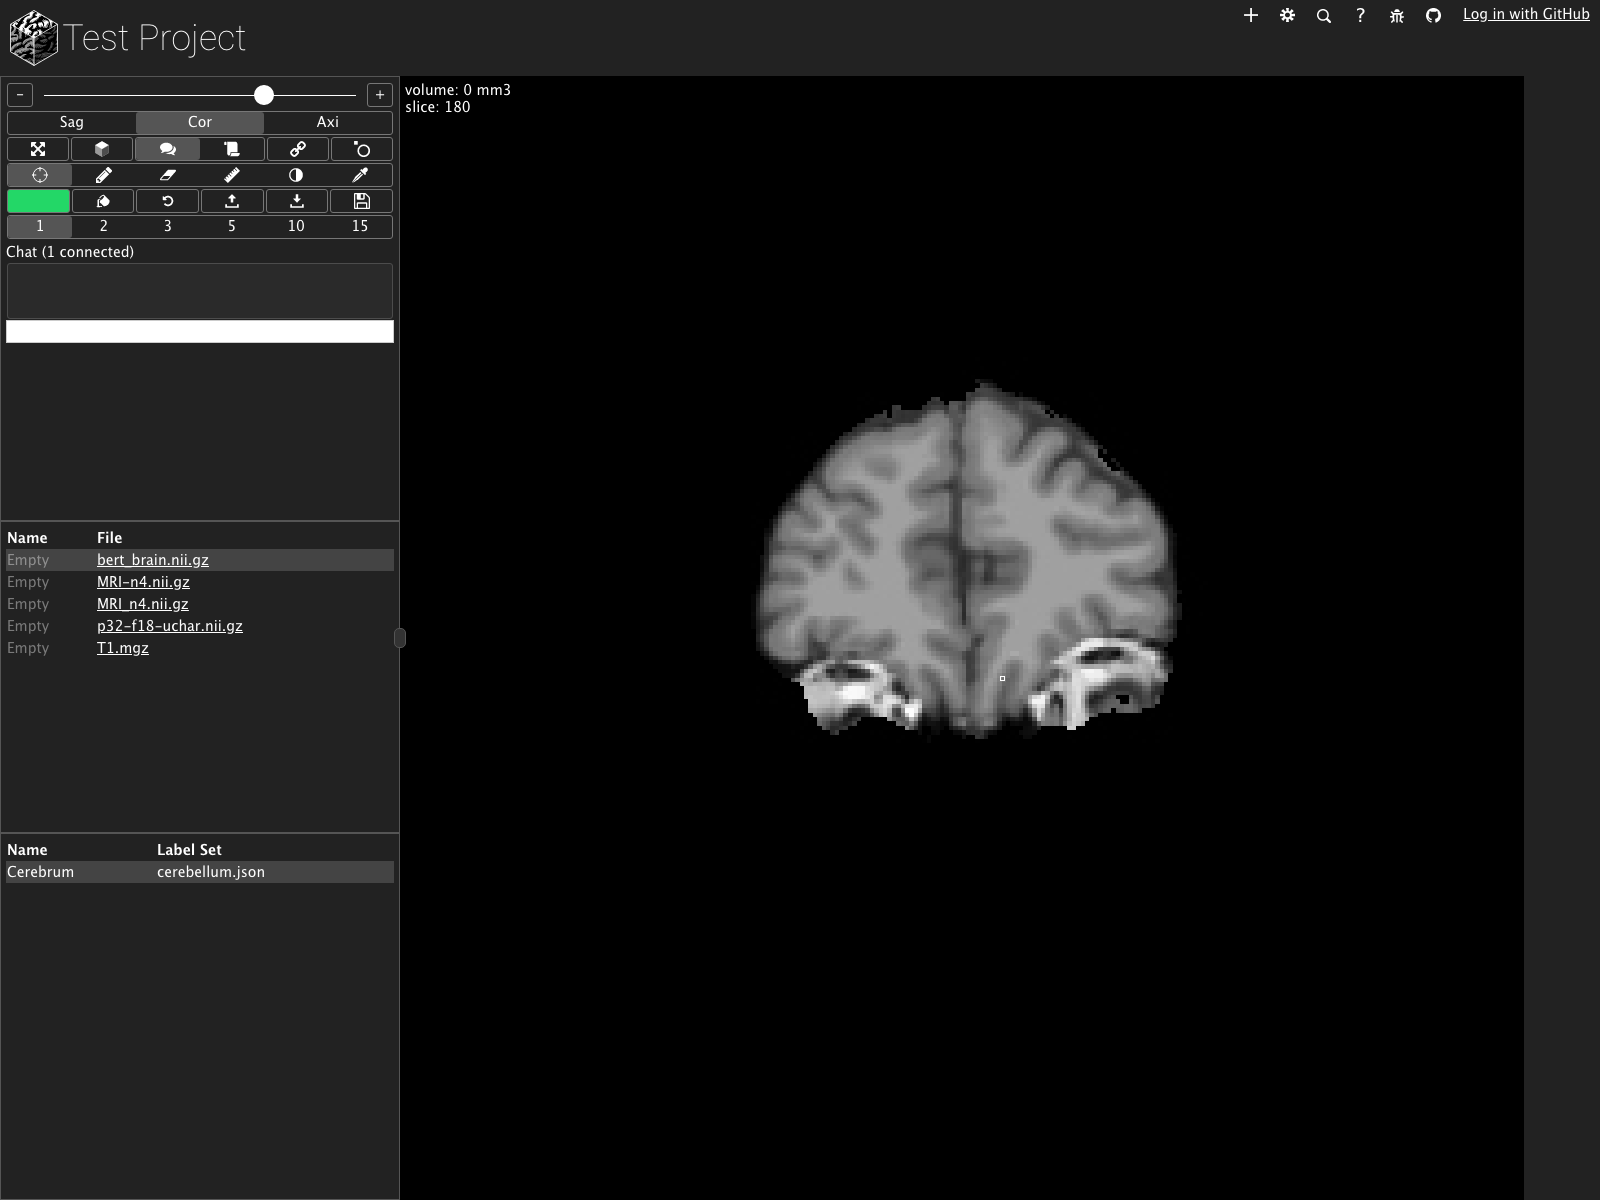 Test Project
Log in with GitHub
- +
Sag Cor Axi
1 2 3 5 10 15
Chat (1 connected)
Name File
Empty bert_brain.nii.gz
Empty MRI-n4.nii.gz
Empty MRI_n4.nii.gz
Empty p32-f18-uchar.nii.gz
Empty T1.mgz
Name Label Set
Cerebrum cerebellum.json
volume: 0 mm3
slice: 180